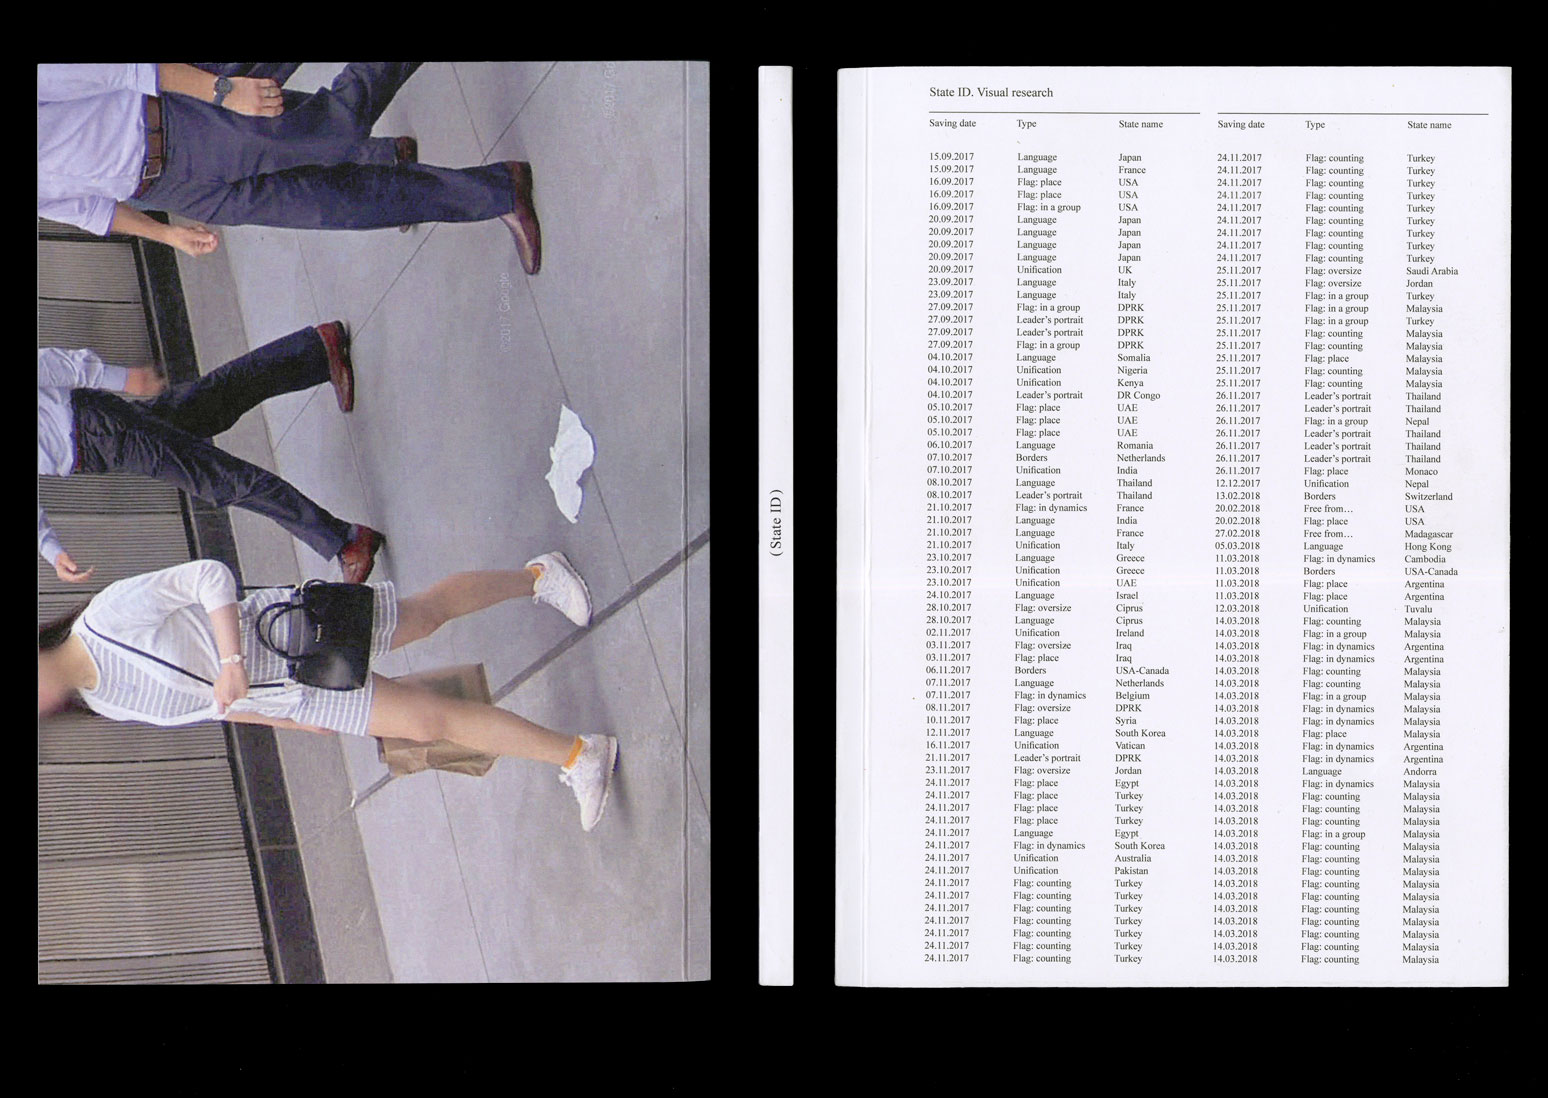 ©2017 Google
(State ID)
State ID. Visual research
Saving date Type State name
15.09.2017 Language Japan
15.09.2017 Language France
16.09.2017 Flag: place USA
16.09.2017 Flag: place USA
16.09.2017 Flag: in a group USA
20.09.2017 Language Japan
20.09.2017 Language Japan
20.09.2017 Language Japan
20.09.2017 Language Japan
20.09.2017 Unification UK
23.09.2017 Language Italy
23.09.2017 Language Italy
27.09.2017 Flag: in a group DPRK
27.09.2017 Leader’s portrait DPRK
27.09.2017 Leader’s portrait DPRK
27.09.2017 Flag: in a group DPRK
04.10.2017 Language Somalia
04.10.2017 Unification Nigeria
04.10.2017 Unification Kenya
04.10.2017 Leader’s portrait DR Congo
05.10.2017 Flag: place UAE
05.10.2017 Flag: place UAE
05.10.2017 Flag: place UAE
06.10.2017 Language Romania
07.10.2017 Borders Netherlands
07.10.2017 Unification India
08.10.2017 Language Thailand
08.10.2017 Leader’s portrait Thailand
21.10.2017 Flag: in dynamics France
21.10.2017 Language India
21.10.2017 Language France
21.10.2017 Unification Italy
23.10.2017 Language Greece
23.10.2017 Unification Greece
23.10.2017 Unification UAE
24.10.2017 Language Israel
28.10.2017 Flag: oversize Ciprus
28.10.2017 Language Ciprus
02.11.2017 Unification Ireland
03.11.2017 Flag: oversize Iraq
03.11.2017 Flag: place Iraq
06.11.2017 Borders USA-Canada
07.11.2017 Language Netherlands
07.11.2017 Flag: in dynamics Belgium
08.11.2017 Flag: oversize DPRK
10.11.2017 Flag: place Syria
12.11.2017 Language South Korea
16.11.2017 Unification Vatican
21.11.2017 Leader’s portrait DPRK
23.11.2017 Flag: oversize Jordan
24.11.2017 Flag: place Egypt
24.11.2017 Flag: place Turkey
24.11.2017 Flag: place Turkey
24.11.2017 Flag: place Turkey
24.11.2017 Language Egypt
24.11.2017 Flag: in dynamics South Korea
24.11.2017 Unification Australia
24.11.2017 Unification Pakistan
24.11.2017 Flag: counting Turkey
24.11.2017 Flag: counting Turkey
24.11.2017 Flag: counting Turkey
24.11.2017 Flag: counting Turkey
24.11.2017 Flag: counting Turkey
24.11.2017 Flag: counting Turkey
24.11.2017 Flag: counting Turkey
Saving date Type State name
24.11.2017 Flag: counting Turkey
24.11.2017 Flag: counting Turkey
24.11.2017 Flag: counting Turkey
24.11.2017 Flag: counting Turkey
24.11.2017 Flag: counting Turkey
24.11.2017 Flag: counting Turkey
24.11.2017 Flag: counting Turkey
24.11.2017 Flag: counting Turkey
24.11.2017 Flag: counting Turkey
25.11.2017 Flag: oversize Saudi Arabia
25.11.2017 Flag: oversize Jordan
25.11.2017 Flag: in a group Turkey
25.11.2017 Flag: in a group Malaysia
25.11.2017 Flag: in a group Turkey
25.11.2017 Flag: counting Malaysia
25.11.2017 Flag: counting Malaysia
25.11.2017 Flag: place Malaysia
25.11.2017 Flag: counting Malaysia
25.11.2017 Flag: counting Malaysia
26.11.2017 Leader’s portrait Thailand
26.11.2017 Leader’s portrait Thailand
26.11.2017 Flag: in a group Nepal
26.11.2017 Leader’s portrait Thailand
26.11.2017 Leader’s portrait Thailand
26.11.2017 Leader’s portrait Thailand
26.11.2017 Flag: place Monaco
12.12.2017 Unification Nepal
13.02.2018 Borders Switzerland
20.02.2018 Free from… USA
20.02.2018 Flag: place USA
27.02.2018 Free from… Madagascar
05.03.2018 Language Hong Kong
11.03.2018 Flag: in dynamics Cambodia
11.03.2018 Borders USA-Canada
11.03.2018 Flag: place Argentina
11.03.2018 Flag: place Argentina
12.03.2018 Unification Tuvalu
14.03.2018 Flag: counting Malaysia
14.03.2018 Flag: in a group Malaysia
14.03.2018 Flag: in dynamics Argentina
14.03.2018 Flag: in dynamics Argentina
14.03.2018 Flag: counting Malaysia
14.03.2018 Flag: counting Malaysia
14.03.2018 Flag: in a group Malaysia
14.03.2018 Flag: in dynamics Malaysia
14.03.2018 Flag: in dynamics Malaysia
14.03.2018 Flag: place Malaysia
14.03.2018 Flag: in dynamics Argentina
14.03.2018 Flag: in dynamics Argentina
14.03.2018 Language Andorra
14.03.2018 Flag: in dynamics Malaysia
14.03.2018 Flag: counting Malaysia
14.03.2018 Flag: counting Malaysia
14.03.2018 Flag: counting Malaysia
14.03.2018 Flag: in a group Malaysia
14.03.2018 Flag: counting Malaysia
14.03.2018 Flag: counting Malaysia
14.03.2018 Flag: counting Malaysia
14.03.2018 Flag: counting Malaysia
14.03.2018 Flag: counting Malaysia
14.03.2018 Flag: counting Malaysia
14.03.2018 Flag: counting Malaysia
14.03.2018 Flag: counting Malaysia
14.03.2018 Flag: counting Malaysia
14.03.2018 Flag: counting Malaysia